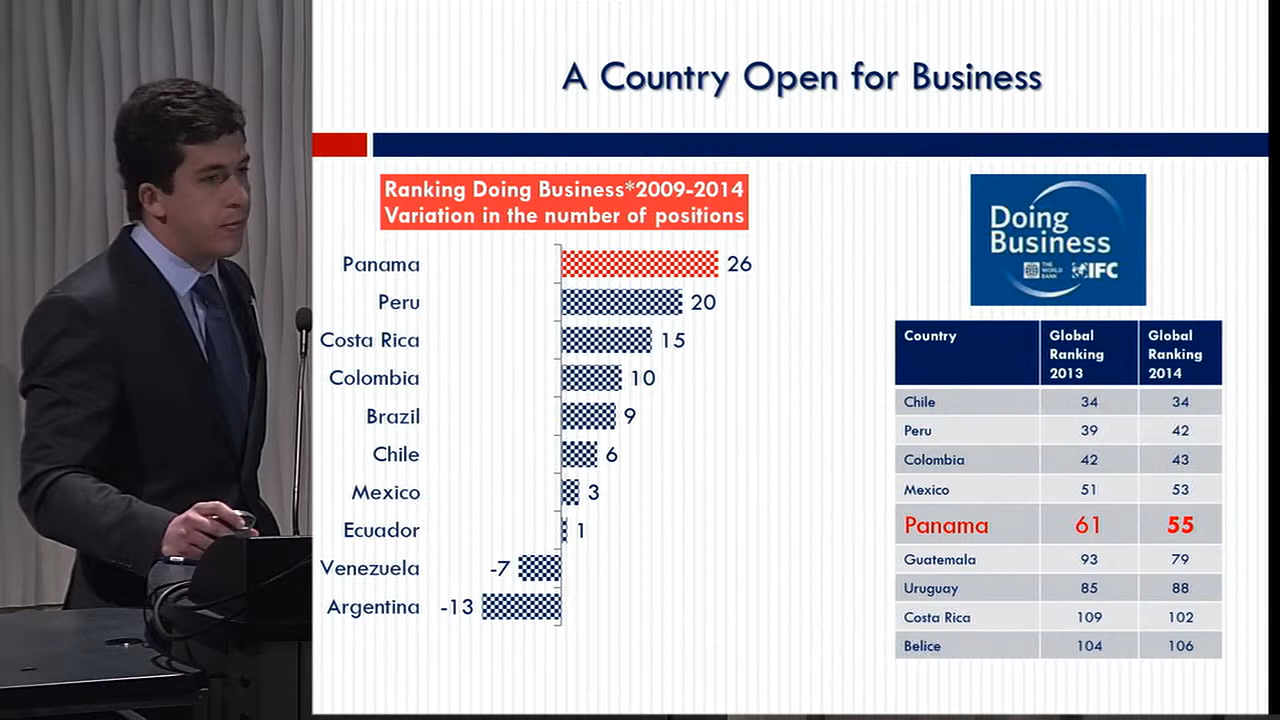 A Country Open for Business
Ranking Doing Business*2009-2014
Variation in the number of positions
Panama 26
Peru 20
Costa Rica 15
Colombia 10
Brazil 9
Chile 6
Mexico 3
Ecuador 1
Venezuela -7
Argentina -13
Doing
Business
THE
WORLD
BANK
IFC
Country Global Ranking 2013 Global Ranking 2014
Chile 34 34
Peru 39 42
Colombia 42 43
Mexico 51 53
Panama 61 55
Guatemala 93 79
Uruguay 85 88
Costa Rica 109 102
Belice 104 106